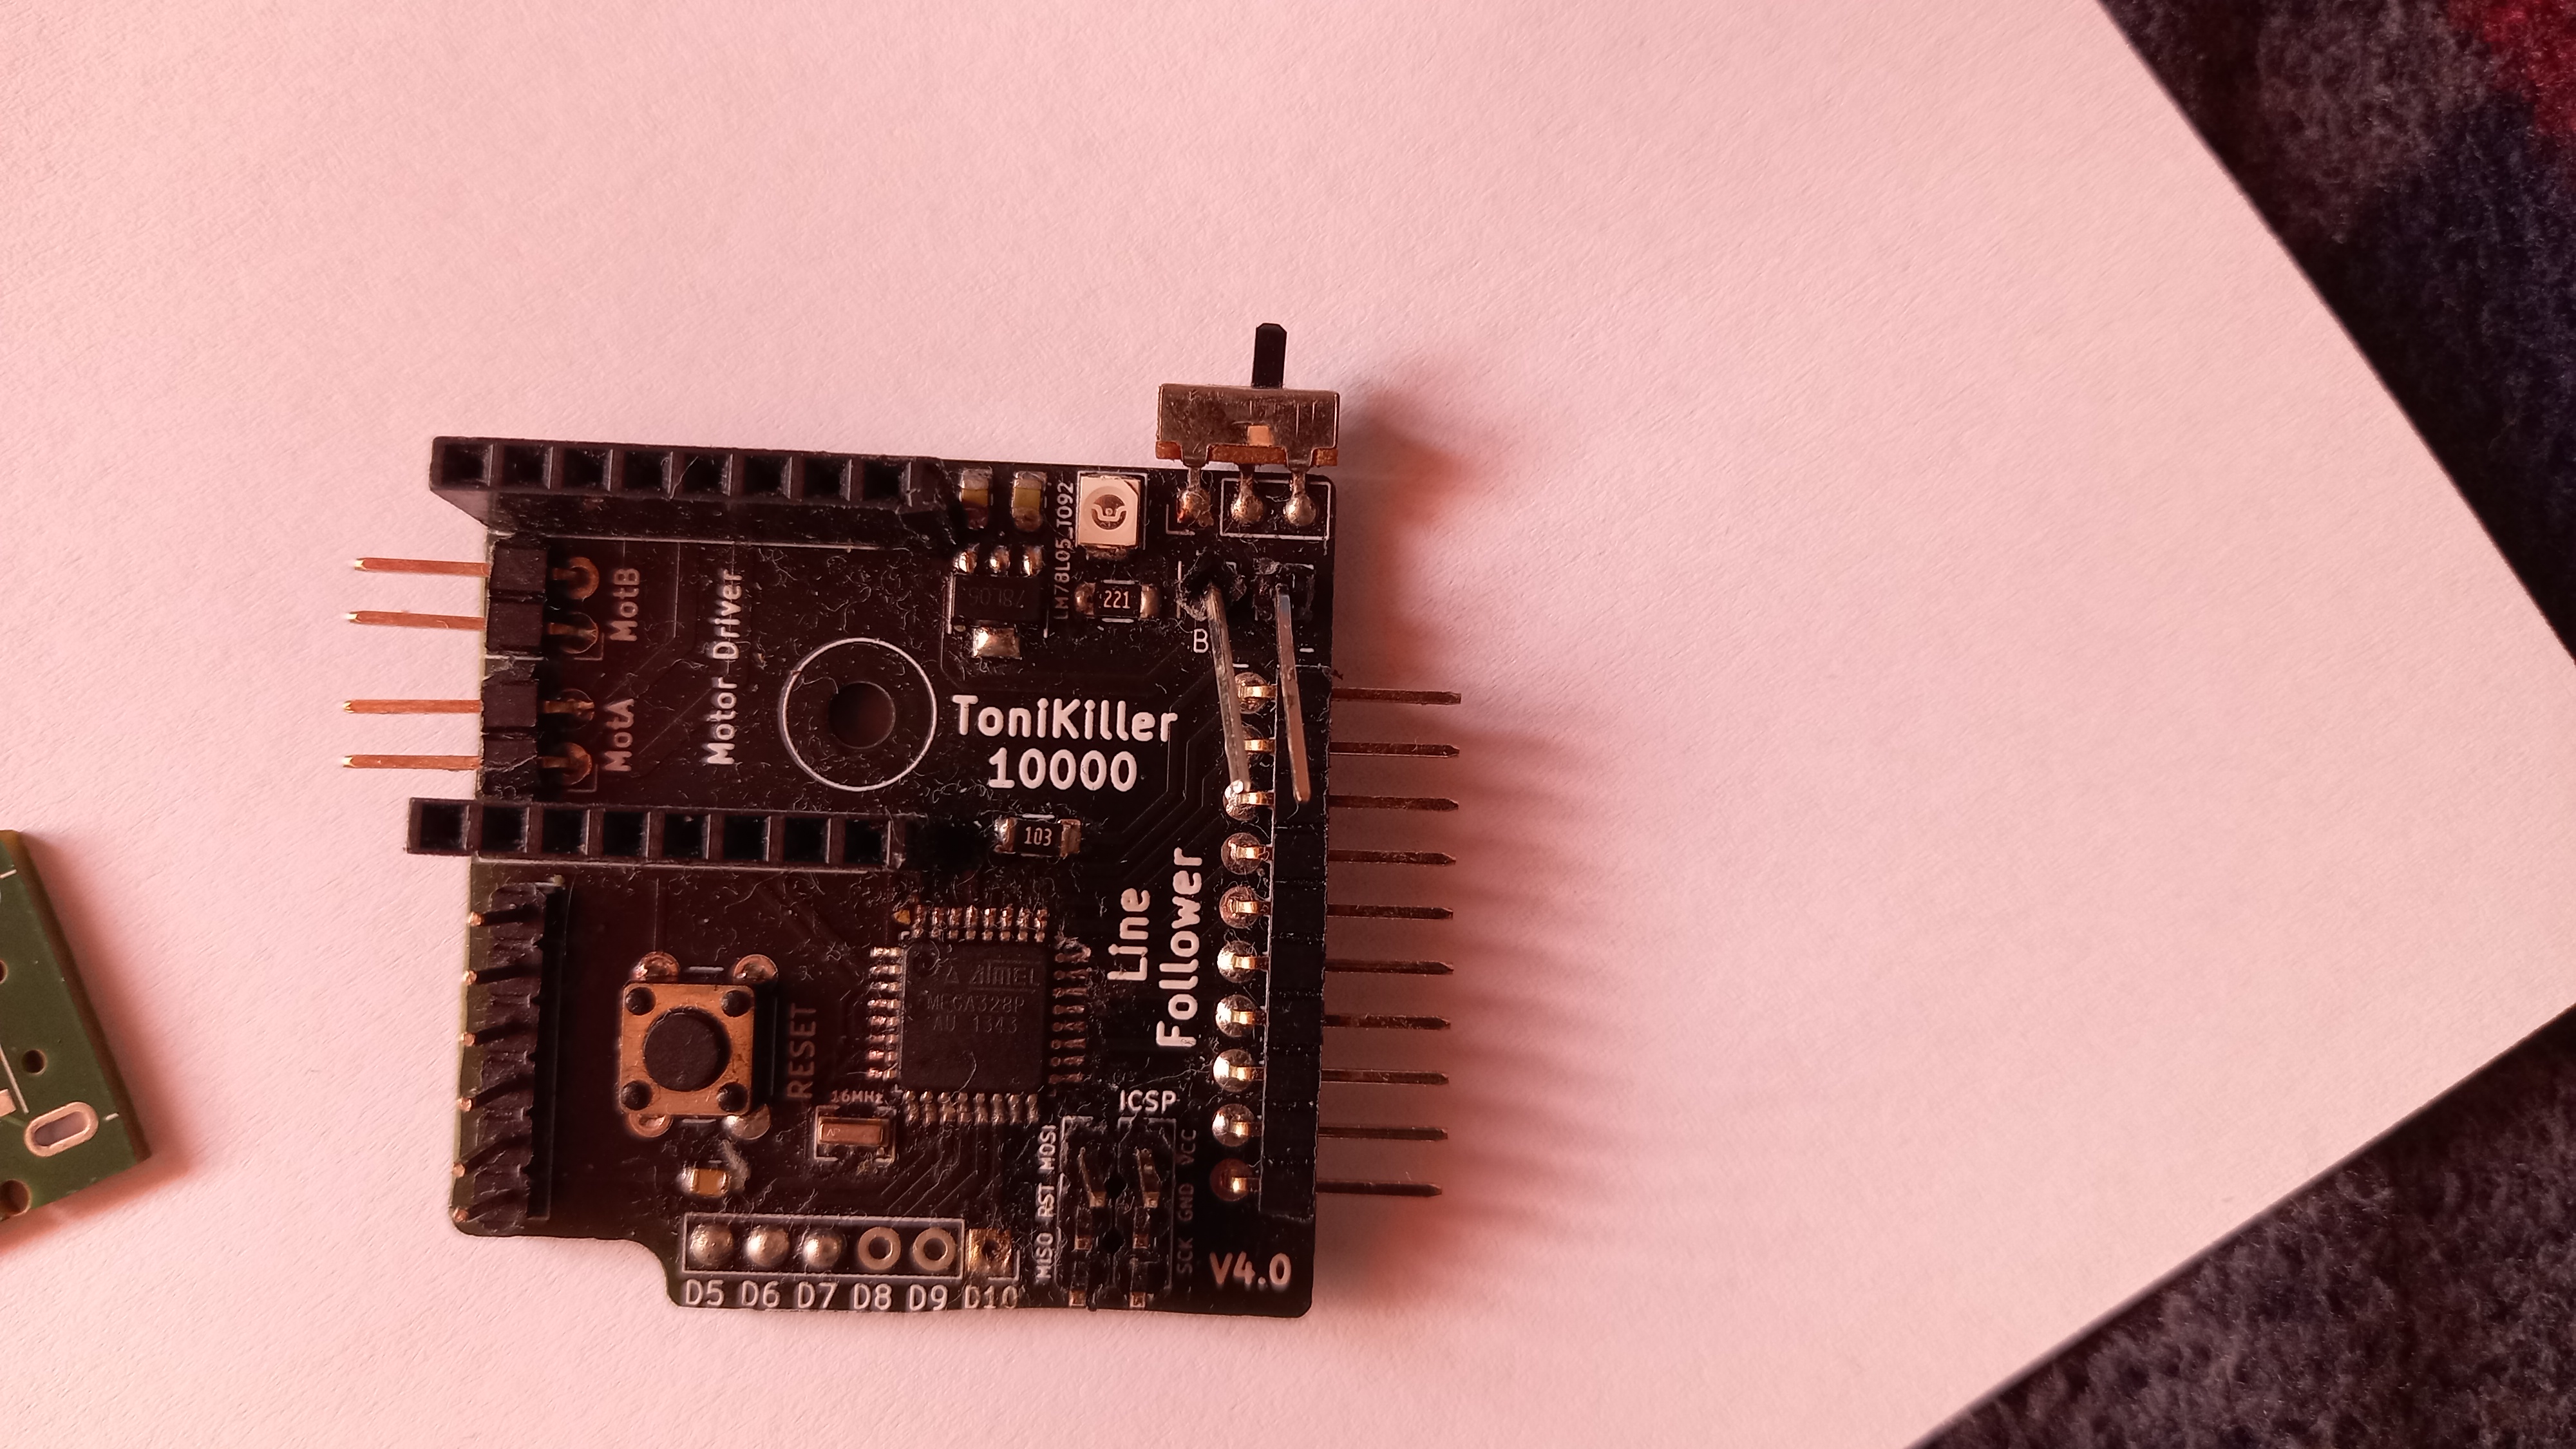 LM78L05_TO92
78L05
221
B
-
MotB
MotA
Motor Driver
ToniKiller
10000
103
Line
Follower
ATMEL
MEGA328P
AU 1343
RESET
16MHz
ICSP
MISO RST MOSI
SCK GND VCC
D5 D6 D7 D8 D9 D10
V4.0